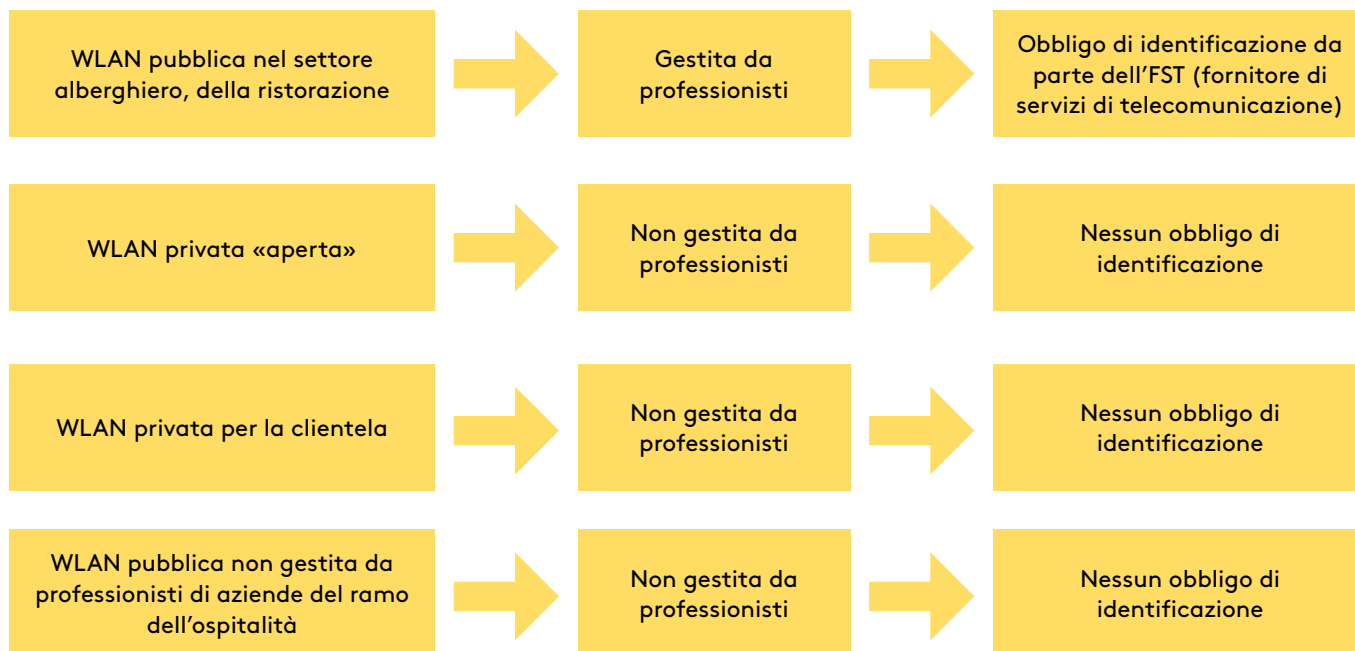 WLAN pubblica nel settore
alberghiero, della ristorazione
Gestita da
professionisti
Obbligo di identificazione da
parte dell’FST (fornitore di
servizi di telecomunicazione)
WLAN privata «aperta»
Non gestita da
professionisti
Nessun obbligo di
identificazione
WLAN privata per la clientela
Non gestita da
professionisti
Nessun obbligo di
identificazione
WLAN pubblica non gestita da
professionisti di aziende del ramo
dell’ospitalità
Non gestita da
professionisti
Nessun obbligo di
identificazione